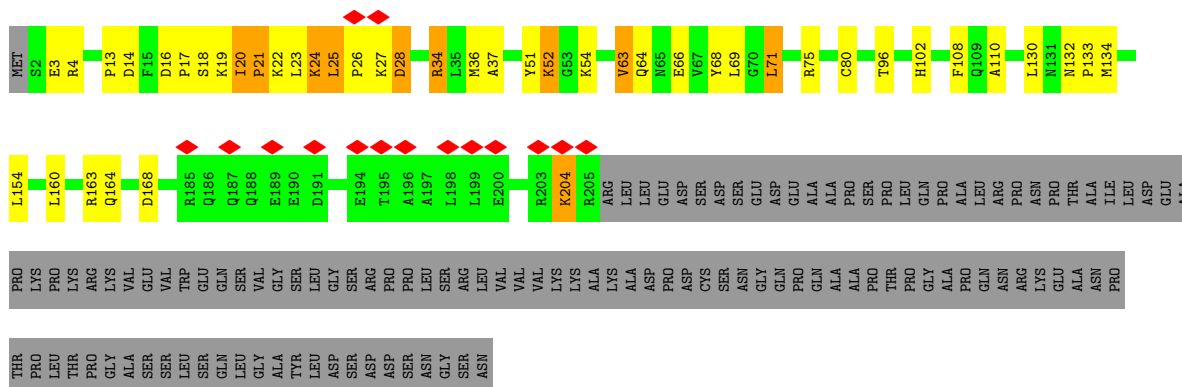 MET S2 E3 R4 P13 D14 F15 D16 P17 S18 K19 I20 P21 K22 L23 K24 L25 P26 K27 D28 R34 L35 M36 A37 Y51 K52 G53 K54 V63 Q64 N65 E66 V67 Y68 L69 G70 L71 R75 C80 T96 H102 F108 Q109 A110 L130 N131 N132 P133 M134
L154 L160 R163 Q164 D168 R185 Q186 Q187 Q188 E189 E190 D191 E194 T195 A196 A197 L198 L199 E200 R203 K204 R205 ARG LEU LEU GLU ASP SER ASP SER GLU ASP GLU ALA ALA PRO SER PRO LEU GLN PRO ALA LEU ARG PRO ASN PRO THR ALA ILE LEU ASP GLU ALA
PRO LYS PRO LYS ARG LYS VAL GLU VAL TRP GLU GLN SER VAL GLY SER LEU GLY SER ARG PRO PRO LEU SER ARG LEU VAL VAL VAL LYS LYS ALA LYS ALA ASP PRO ASP CYS SER ASN GLY GLN PRO GLN ALA ALA PRO THR PRO GLY ALA PRO GLN ASN ARG LYS GLU ALA ASN PRO
THR PRO LEU THR PRO GLY ALA SER SER LEU SER GLN LEU GLY ALA TYR LEU ASP SER ASP ASP SER ASN GLY SER ASN